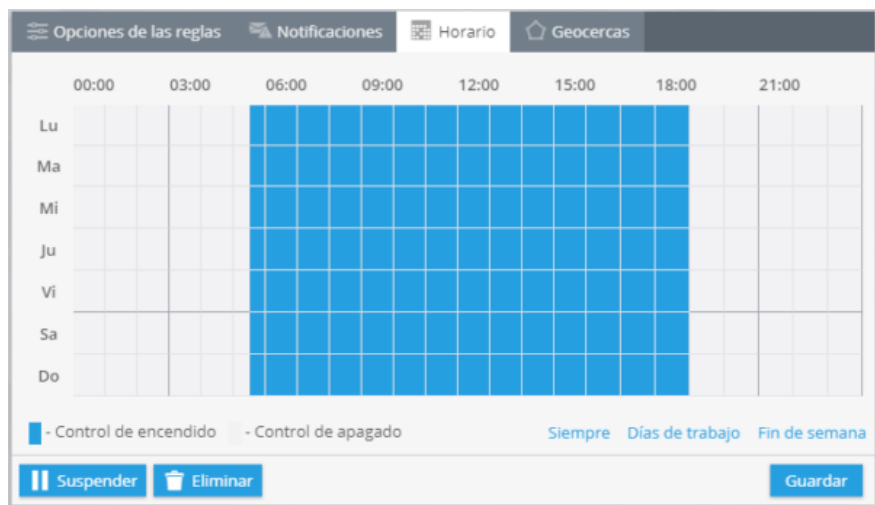 Opciones de las reglas Notificaciones Horario Geocercas
00:00 03:00 06:00 09:00 12:00 15:00 18:00 21:00
Lu
Ma
Mi
Ju
Vi
Sa
Do
- Control de encendido - Control de apagado Siempre Días de trabajo Fin de semana
Suspender Eliminar Guardar